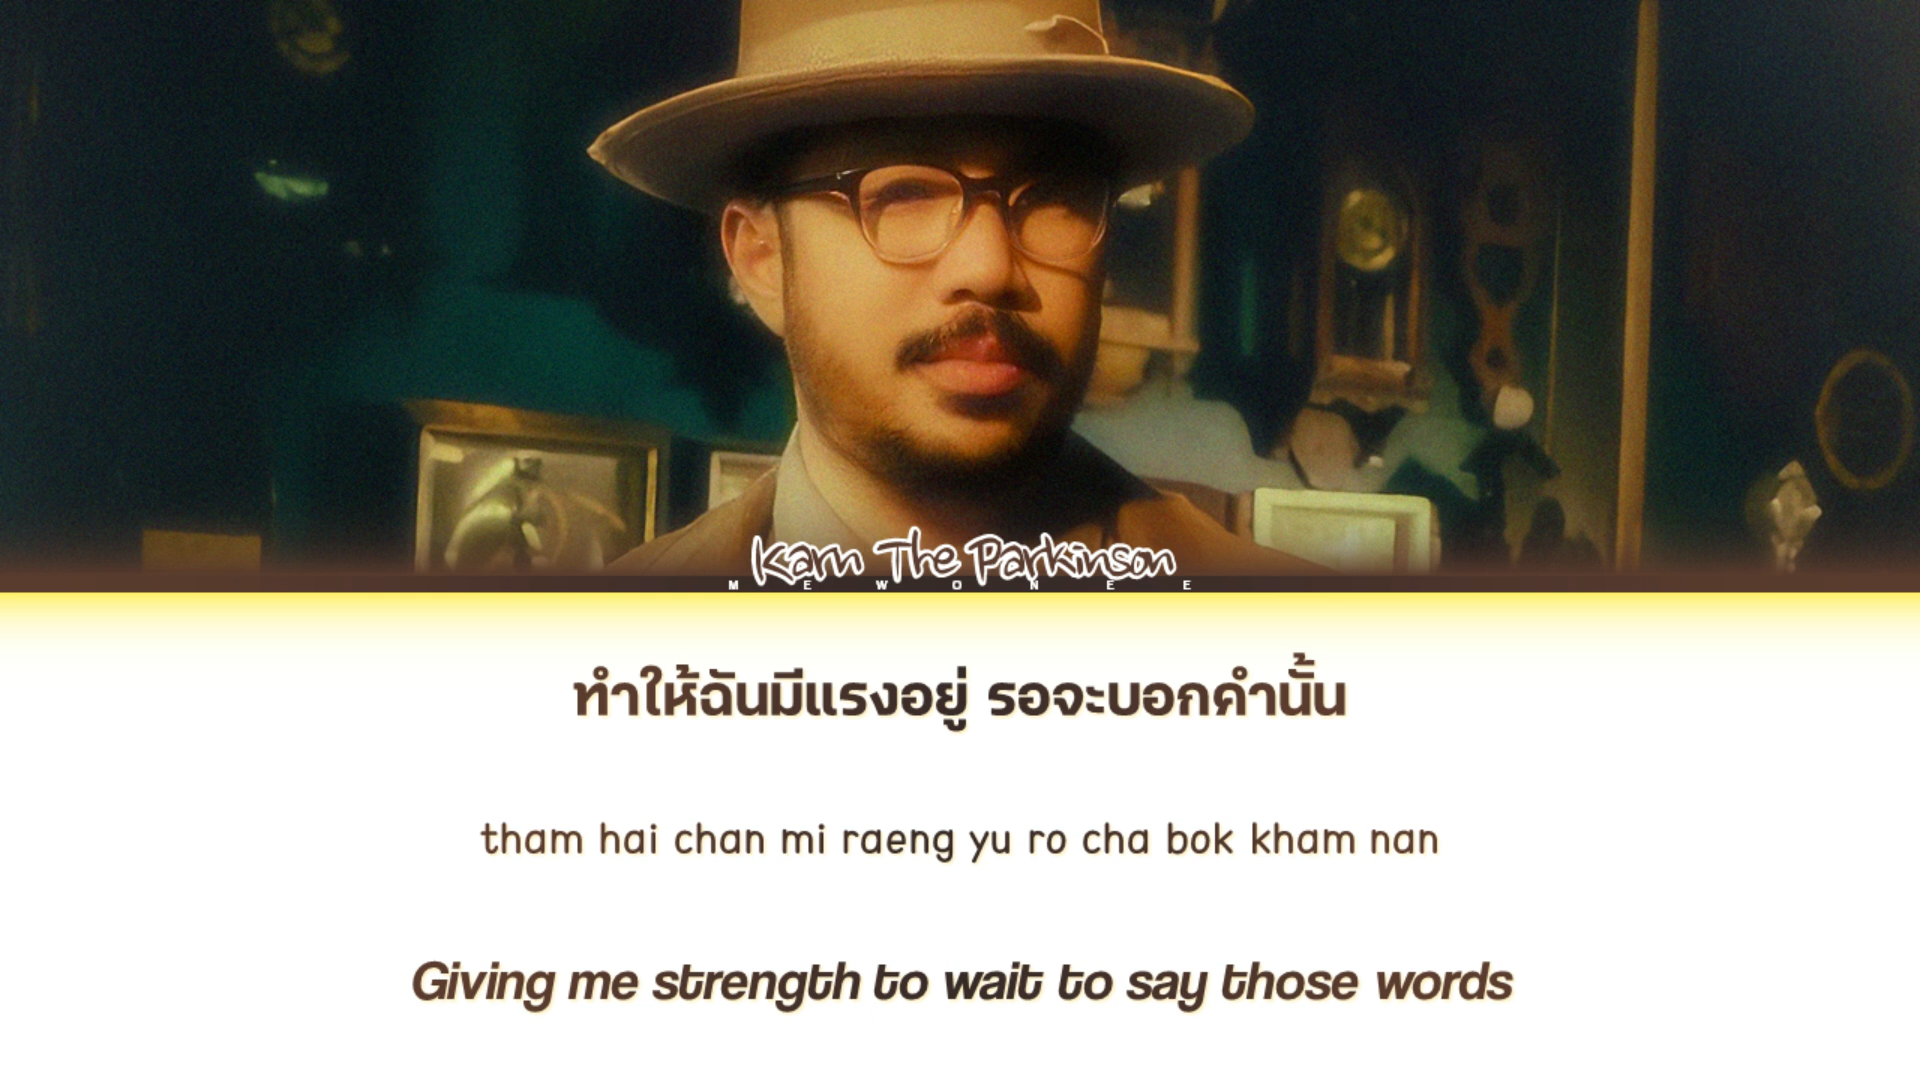 Karn The Parkinson
MEWONEE
ทำให้ฉันมีแรงอยู่ รอจะบอกคำนั้น
tham hai chan mi raeng yu ro cha bok kham nan
Giving me strength to wait to say those words